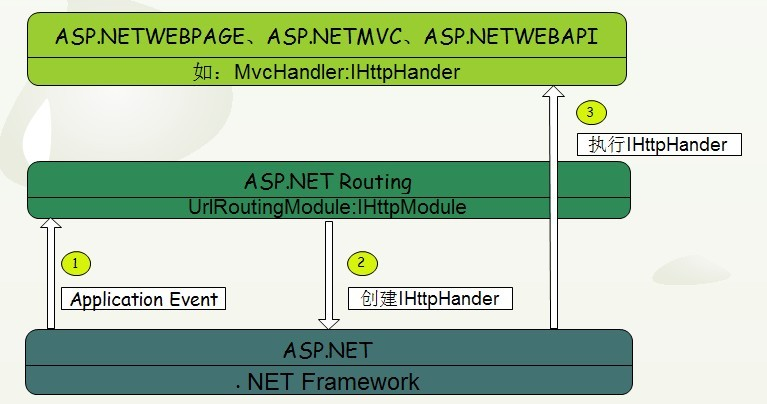 ASP.NETWEBPAGE、ASP.NETMVC、ASP.NETWEBAPI
如：MvcHandler:IHttpHander
3
执行IHttpHander
ASP.NET Routing
UrlRoutingModule:IHttpModule
1
Application Event
2
创建IHttpHander
ASP.NET
. NET Framework